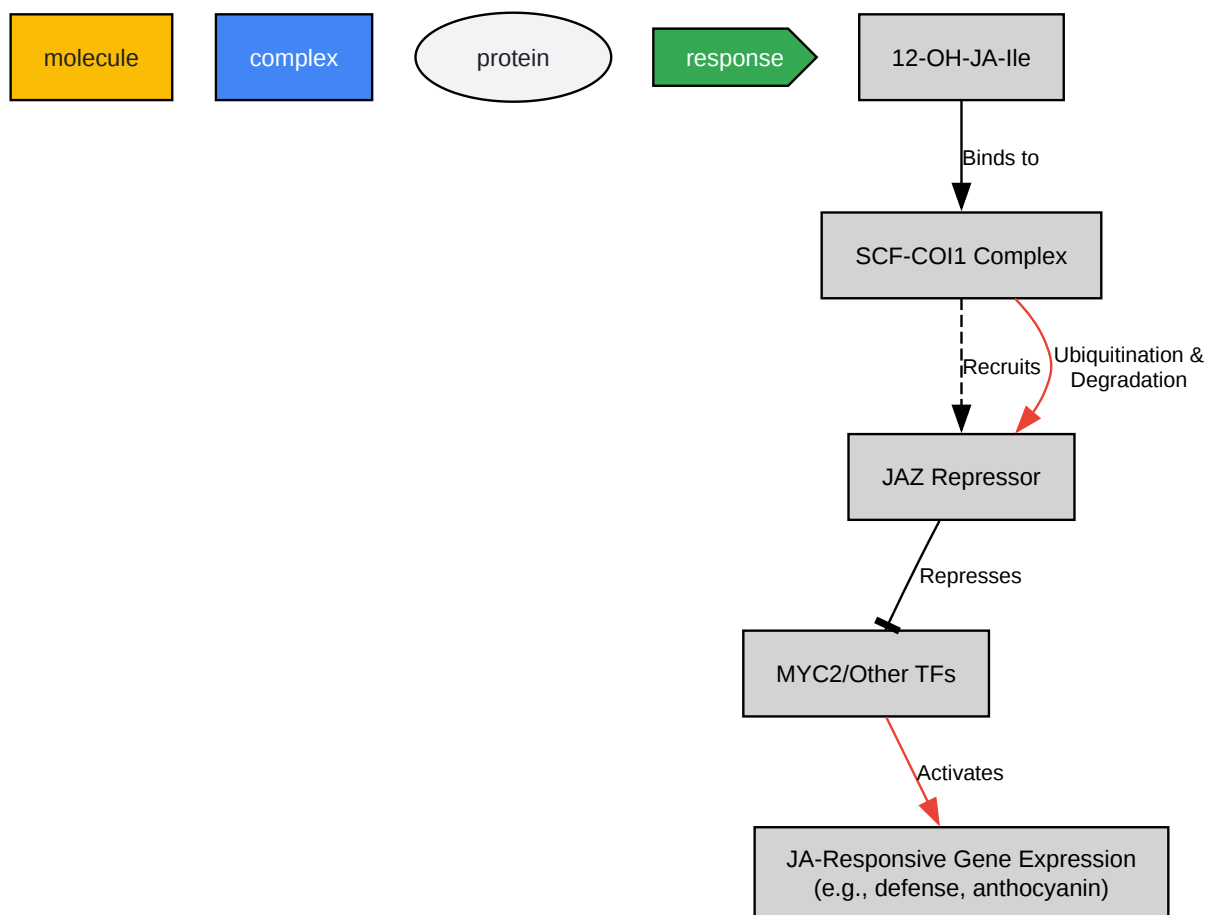 molecule
complex
protein
response
12-OH-JA-Ile
Binds to
SCF-COI1 Complex
Recruits
Ubiquitination &
Degradation
JAZ Repressor
Represses
MYC2/Other TFs
Activates
JA-Responsive Gene Expression
(e.g., defense, anthocyanin)